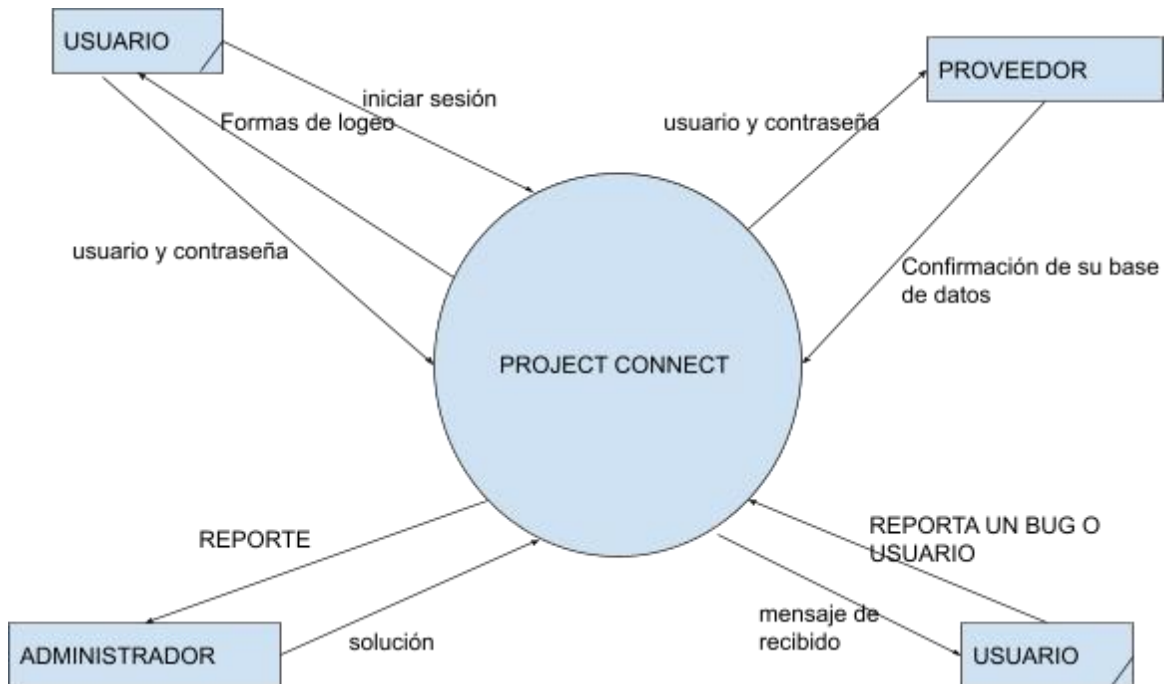 USUARIO
PROVEEDOR
iniciar sesión
Formas de logeo
usuario y contraseña
usuario y contraseña
Confirmación de su base
de datos
PROJECT CONNECT
REPORTE
REPORTA UN BUG O
USUARIO
mensaje de
recibido
solución
ADMINISTRADOR
USUARIO